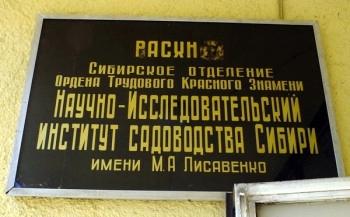 РАСХН
Сибирское отделение
Ордена Трудового Красного Знамени
Научно-Исследовательский
институт садоводства Сибири
имени М.А Лисавенко